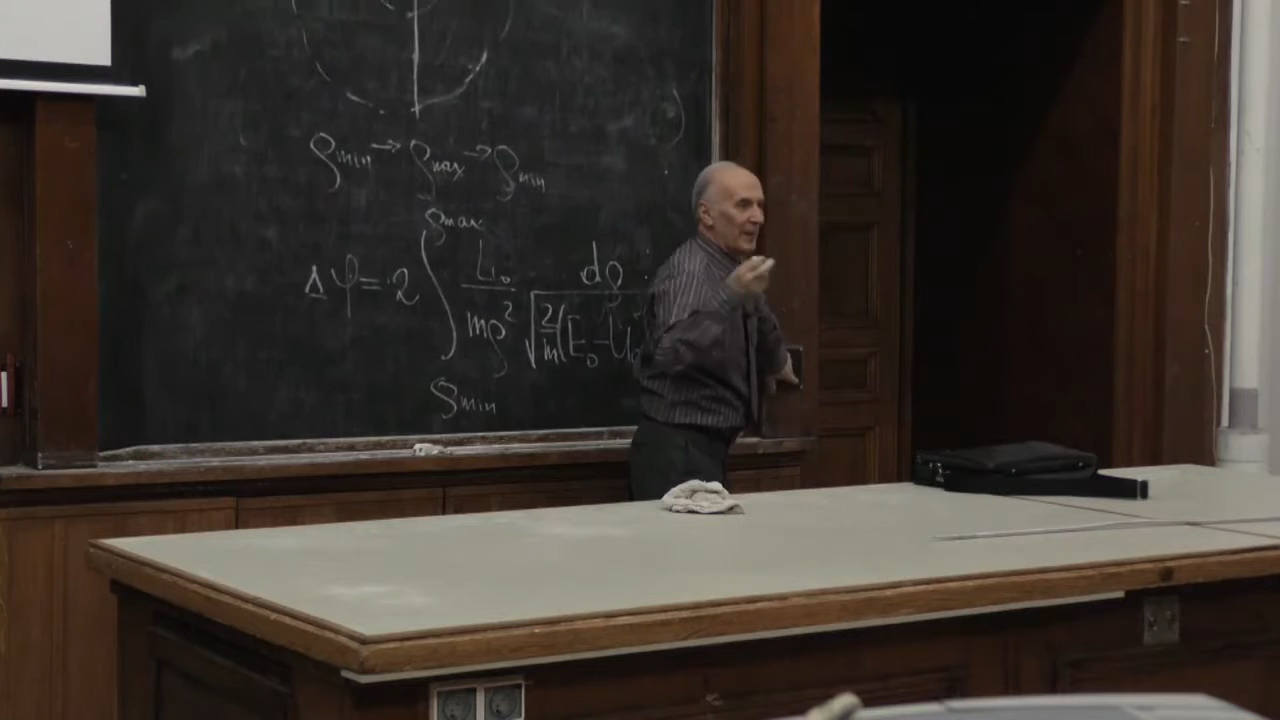 ρmin → ρmax → ρmin
ρmax
Δφ = 2 ∫ L₀ / mρ² dρ / √ 2/m (E₀ − U
ρmin